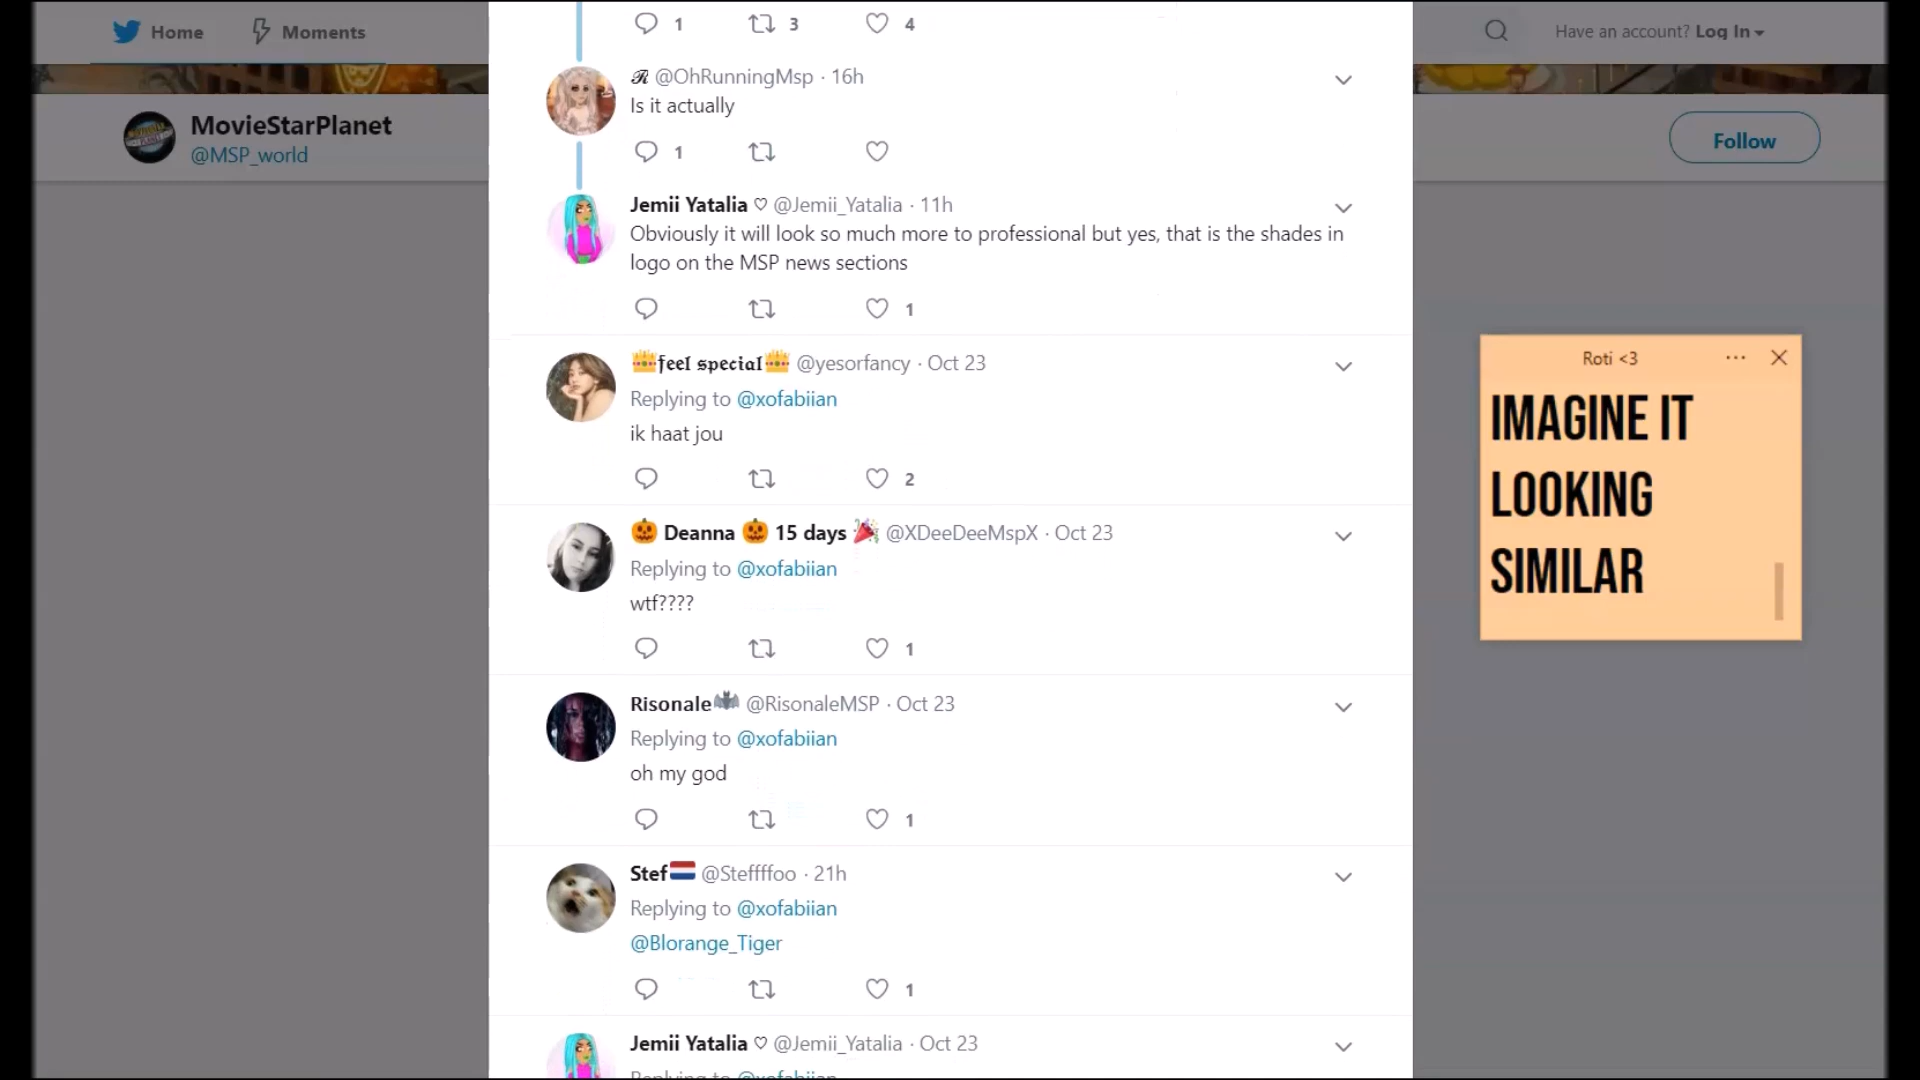 Home Moments
Have an account? Log In
MovieStarPlanet
@MSP_world
Follow
1 3 4
ℛ @OhRunningMsp · 16h
Is it actually
1
Jemii Yatalia ♡ @Jemii_Yatalia · 11h
Obviously it will look so much more to professional but yes, that is the shades in
logo on the MSP news sections
1
👑𝖋𝖊𝖊𝖑 𝖘𝖕𝖊𝖈𝖎𝖆𝖑👑 @yesorfancy · Oct 23
Replying to @xofabiian
ik haat jou
2
🎃 Deanna 🎃 15 days 🎉 @XDeeDeeMspX · Oct 23
Replying to @xofabiian
wtf????
1
Risonale🦇 @RisonaleMSP · Oct 23
Replying to @xofabiian
oh my god
1
Stef🇳🇱 @Steffffoo · 21h
Replying to @xofabiian
@Blorange_Tiger
1
Jemii Yatalia ♡ @Jemii_Yatalia · Oct 23
Replying to @xofabiian
Roti <3
IMAGINE IT
LOOKING
SIMILAR